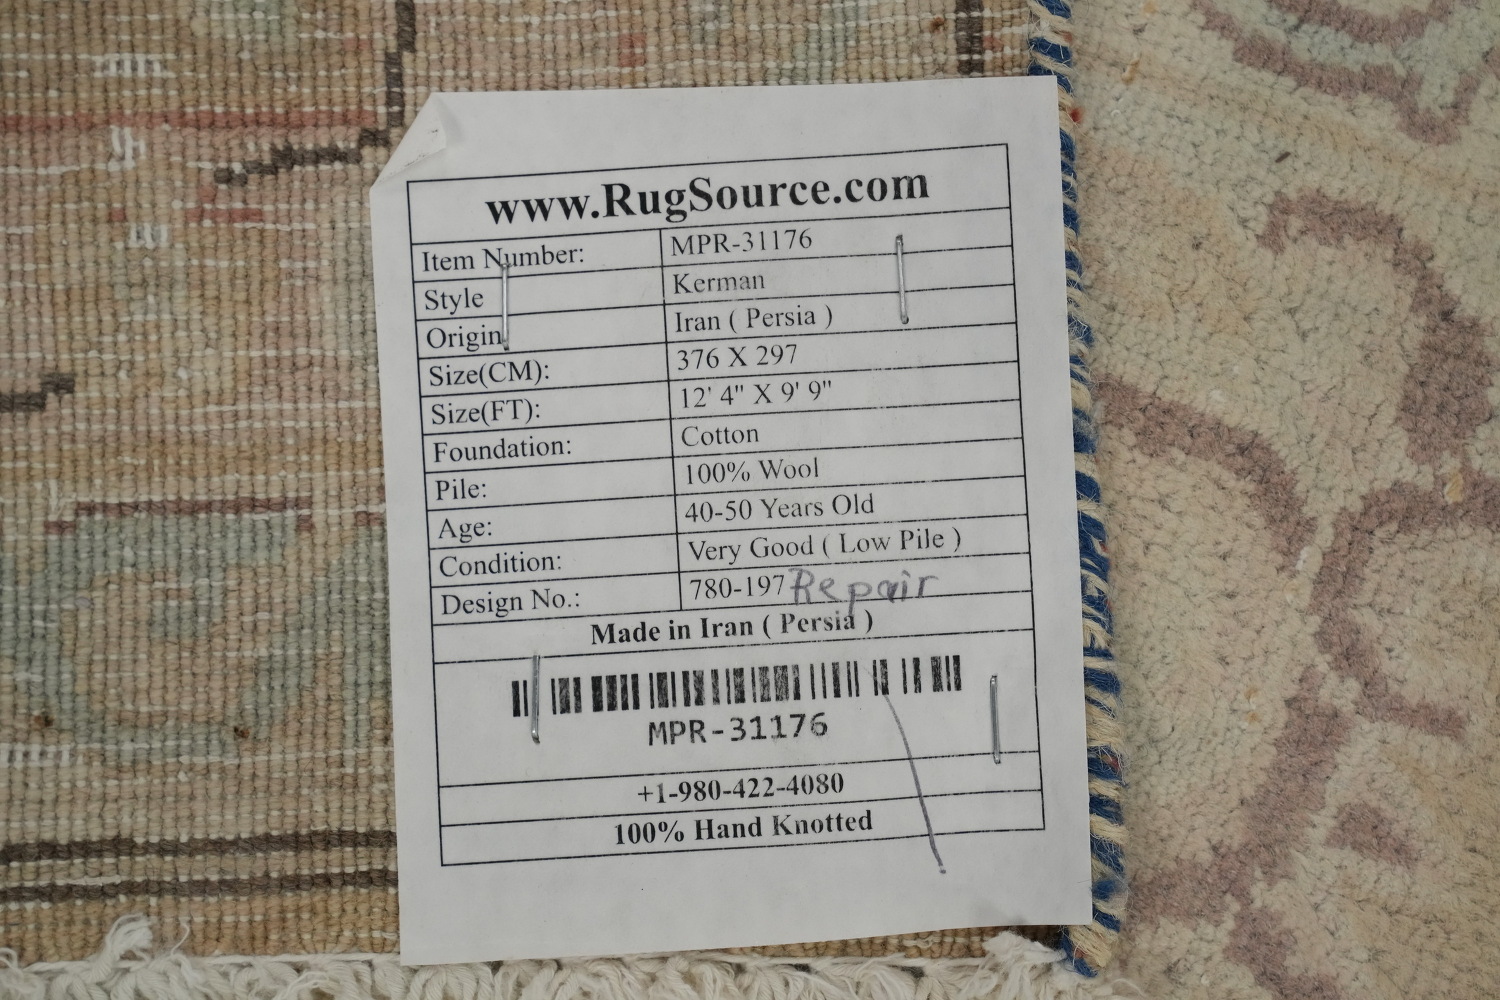 www.RugSource.com
Item Number: MPR-31176
Style Kerman
Origin Iran ( Persia )
Size(CM): 376 X 297
Size(FT): 12' 4" X 9' 9"
Foundation: Cotton
Pile: 100% Wool
Age: 40-50 Years Old
Condition: Very Good ( Low Pile )
Design No.: 780-197 Repair
Made in Iran ( Persia )
MPR-31176
+1-980-422-4080
100% Hand Knotted